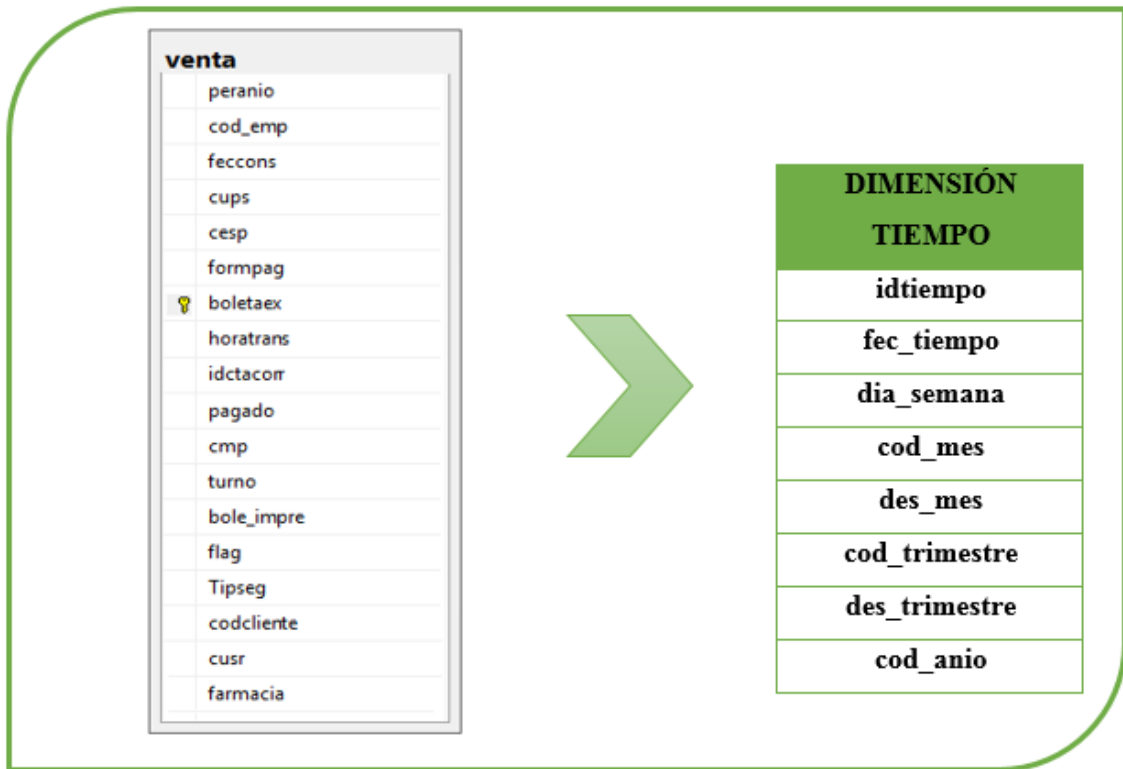 venta
peranio
cod_emp
feccons
cups
cesp
formpag
boletaex
horatrans
idctacorr
pagado
cmp
turno
bole_impre
flag
Tipseg
codcliente
cusr
farmacia
DIMENSIÓN
TIEMPO
idtiempo
fec_tiempo
dia_semana
cod_mes
des_mes
cod_trimestre
des_trimestre
cod_anio